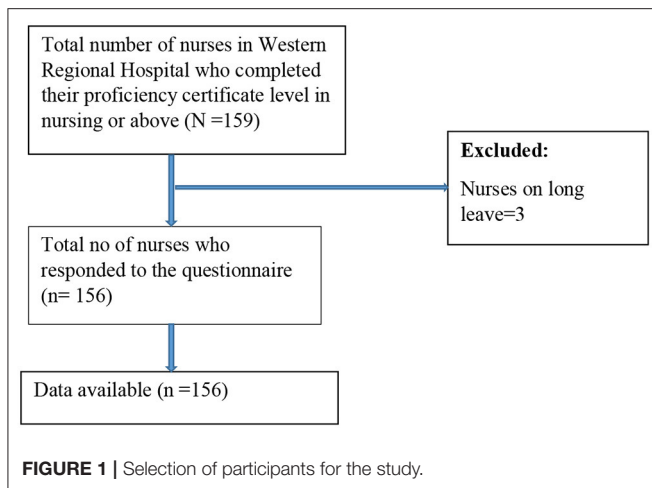 Total number of nurses in Western
Regional Hospital who completed
their proficiency certificate level in
nursing or above (N =159)
Excluded:
Nurses on long
leave=3
Total no of nurses who
responded to the questionnaire
(n= 156)
Data available (n =156)
FIGURE 1 | Selection of participants for the study.